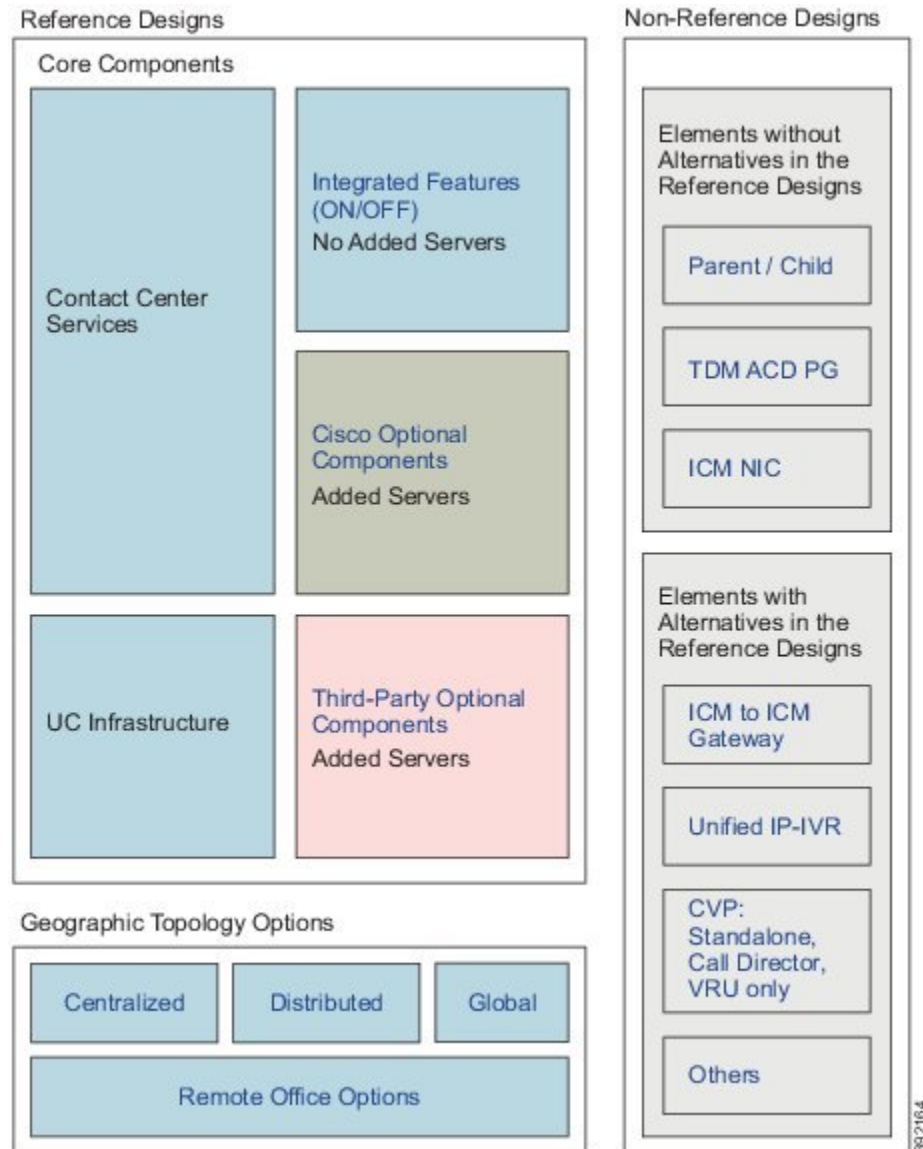 Reference Designs
Core Components
Contact Center
Services
Integrated Features
(ON/OFF)
No Added Servers
Cisco Optional
Components
Added Servers
UC Infrastructure
Third-Party Optional
Components
Added Servers
Geographic Topology Options
Centralized
Distributed
Global
Remote Office Options
Non-Reference Designs
Elements without
Alternatives in the
Reference Designs
Parent / Child
TDM ACD PG
ICM NIC
Elements with
Alternatives in the
Reference Designs
ICM to ICM
Gateway
Unified IP-IVR
CVP:
Standalone,
Call Director,
VRU only
Others
392164